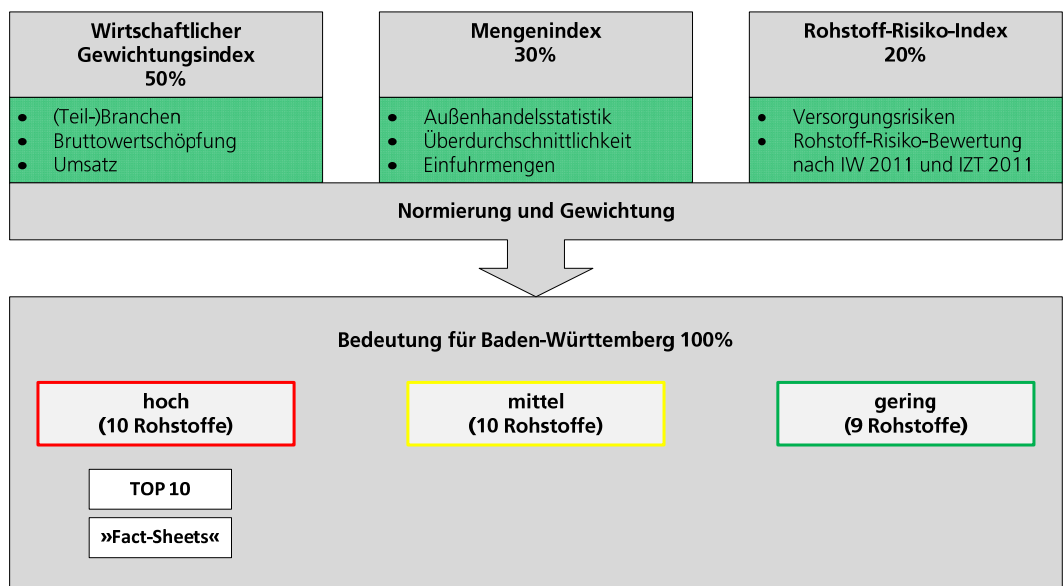 Wirtschaftlicher
Gewichtungsindex
50%
• (Teil-)Branchen
• Bruttowertschöpfung
• Umsatz
Mengenindex
30%
• Außenhandelsstatistik
• Überdurchschnittlichkeit
• Einfuhrmengen
Rohstoff-Risiko-Index
20%
• Versorgungsrisiken
• Rohstoff-Risiko-Bewertung
nach IW 2011 und IZT 2011
Normierung und Gewichtung
Bedeutung für Baden-Württemberg 100%
hoch
(10 Rohstoffe)
mittel
(10 Rohstoffe)
gering
(9 Rohstoffe)
TOP 10
»Fact-Sheets«